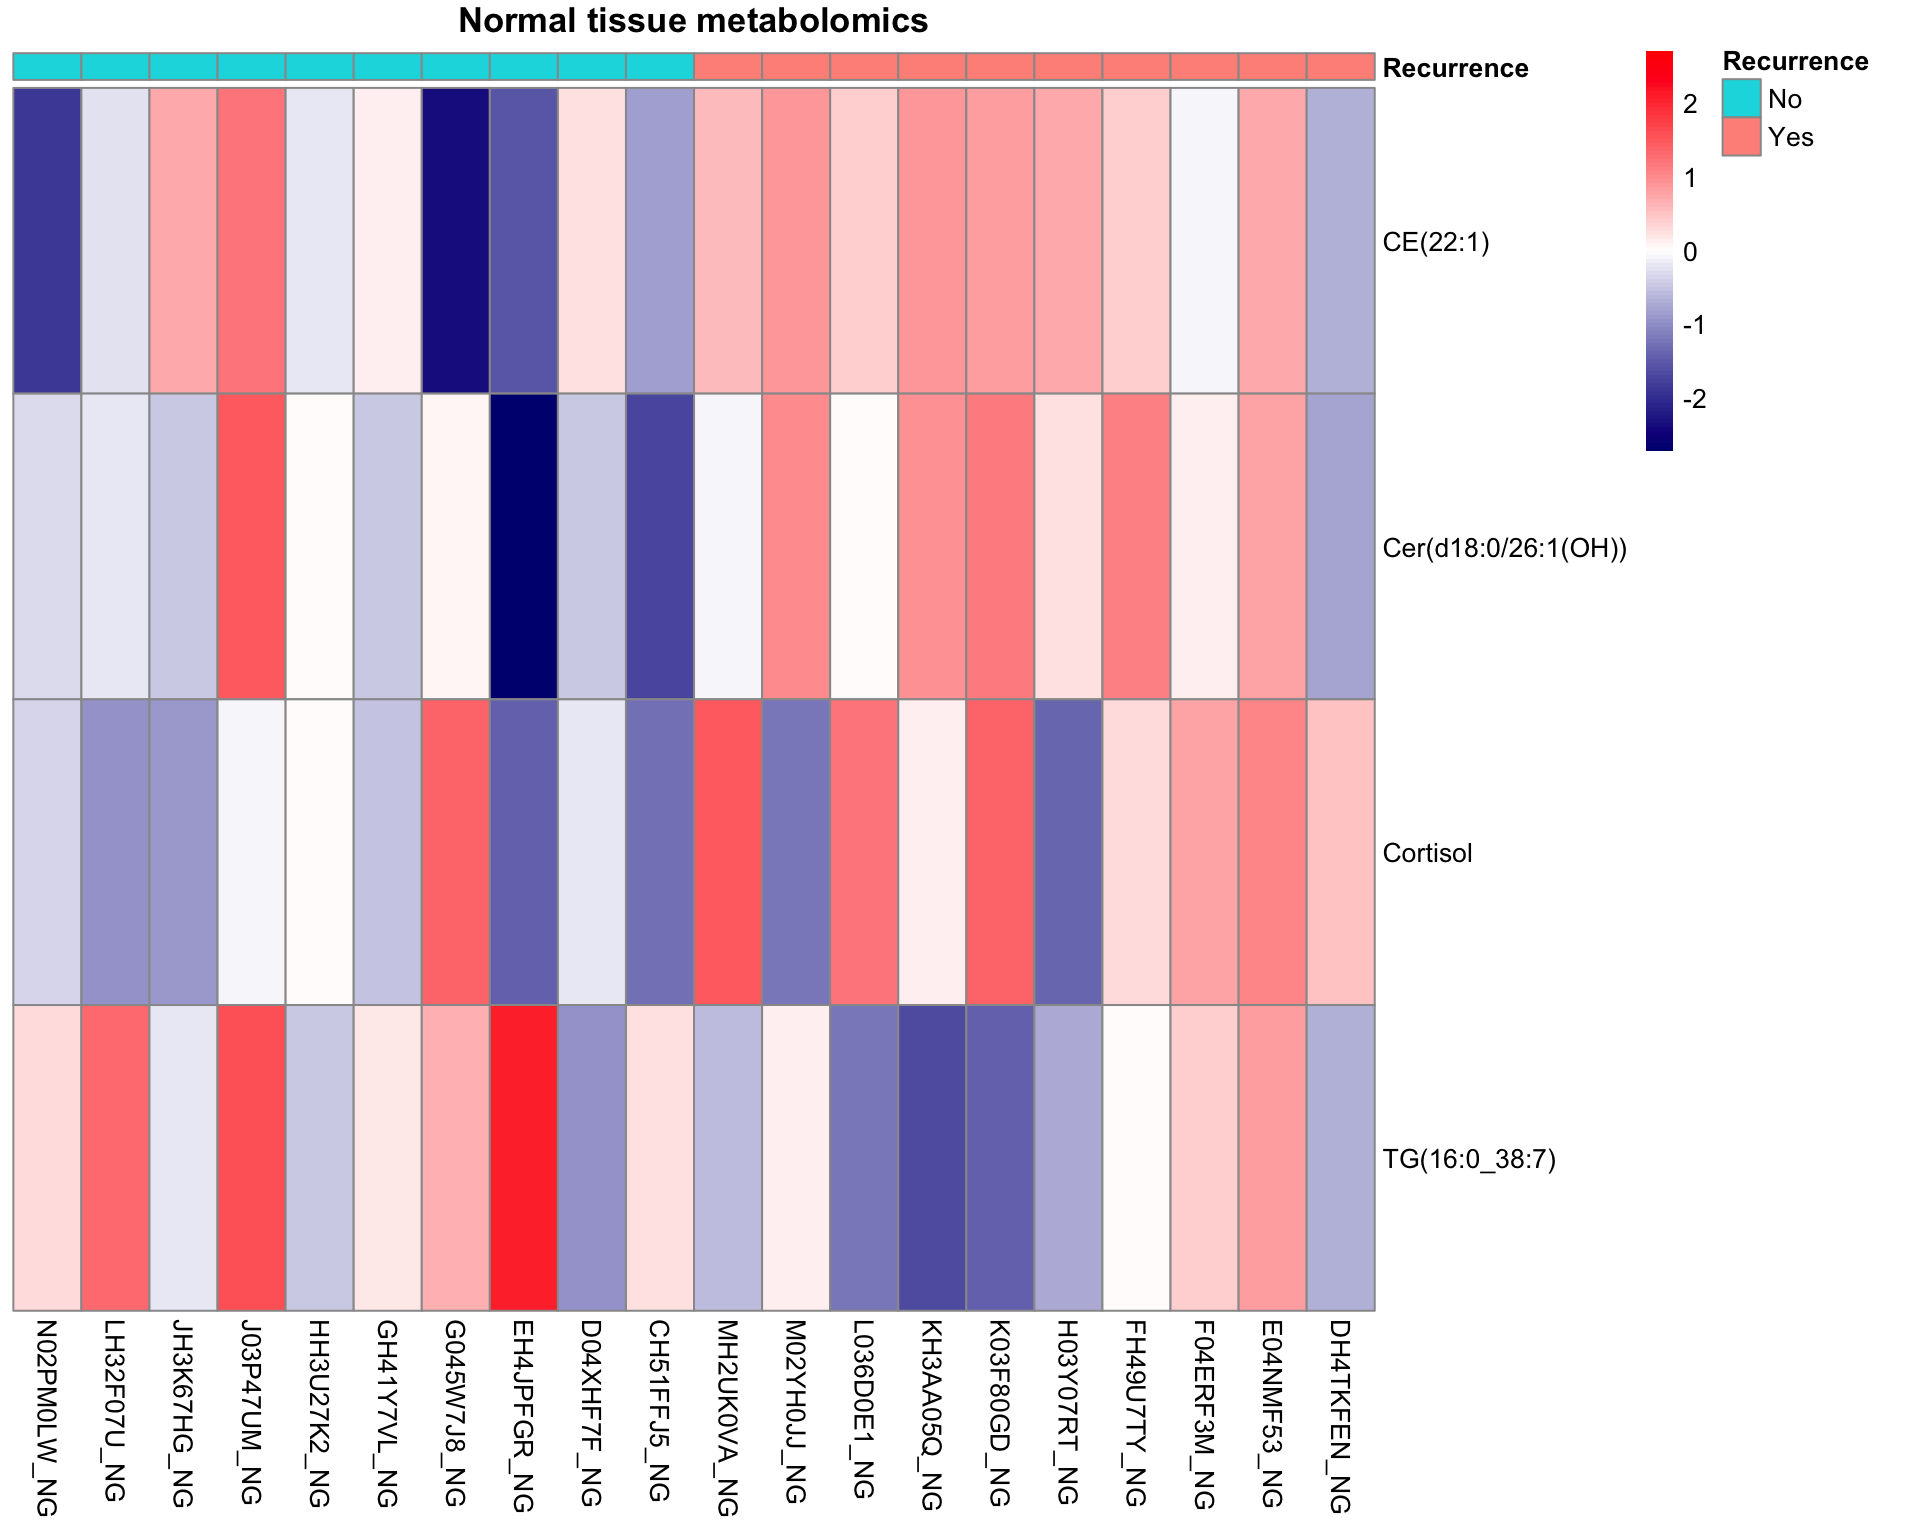 Normal tissue metabolomics
Recurrence
2
1
0
-1
-2
Recurrence
No
Yes
CE(22:1)
Cer(d18:0/26:1(OH))
Cortisol
TG(16:0_38:7)
N02PM0LW_NG
LH32F07U_NG
JH3K67HG_NG
J03P47UM_NG
HH3U27K2_NG
GH41Y7VL_NG
G045W7J8_NG
EH4JPFGR_NG
D04XHF7F_NG
CH51FFJ5_NG
MH2UK0VA_NG
M02YH0JJ_NG
L036D0E1_NG
KH3AA05Q_NG
K03F80GD_NG
H03Y07RT_NG
FH49U7TY_NG
F04ERF3M_NG
E04NMF53_NG
DH4TKFEN_NG